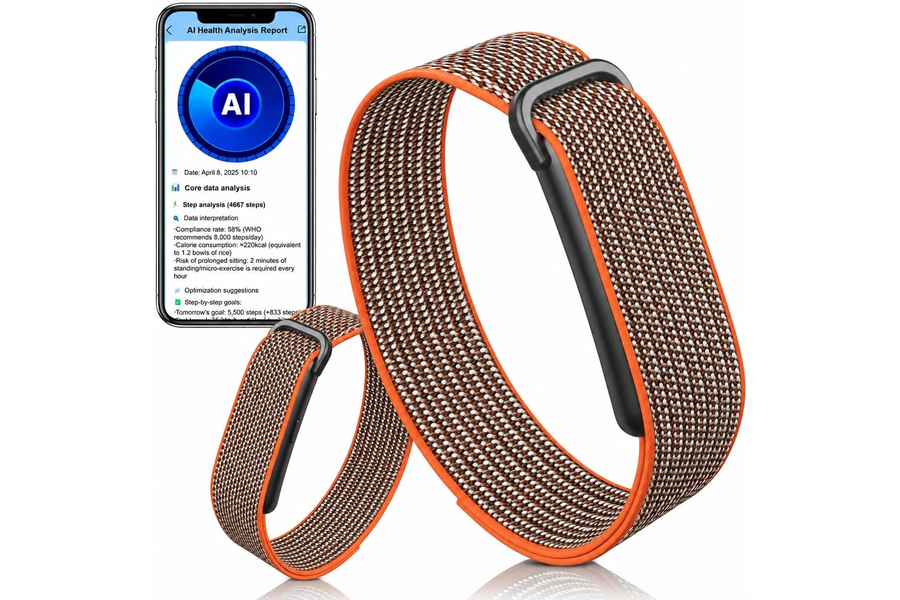 AI Health Analysis Report
AI
Date: April 8, 2025 10:10
Core data analysis
Step analysis (4667 steps)
Data interpretation
·Compliance rate: 58% (WHO
recommends 8,000 steps/day)
·Calorie consumption: ≈220kcal (equivalent
to 1.2 bowls of rice)
·Risk of prolonged sitting: 2 minutes of
standing/micro-exercise is required every
hour
Optimization suggestions
Step-by-step goals:
·Tomorrow's goal: 5,500 steps (+833 steps)